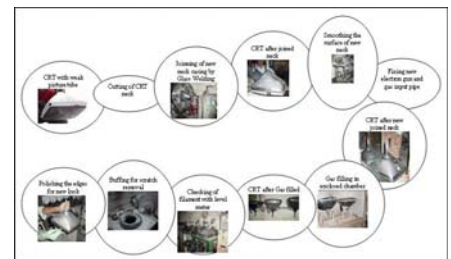 CRT with weak
picture tube
Cutting of CRT
neck
Joinning of new
neck casing by
Glass Welding
CRT after joined
neck
Smoothing the
surface of new
neck
Fixing new
electron gun and
gas input pipe
CRT after new
joined neck
Gas filling in
enclosed chamber
CRT after Gas filled
Checking of
filament with level
meter
Buffing for scratch
removal
Polishing the edges
for new look